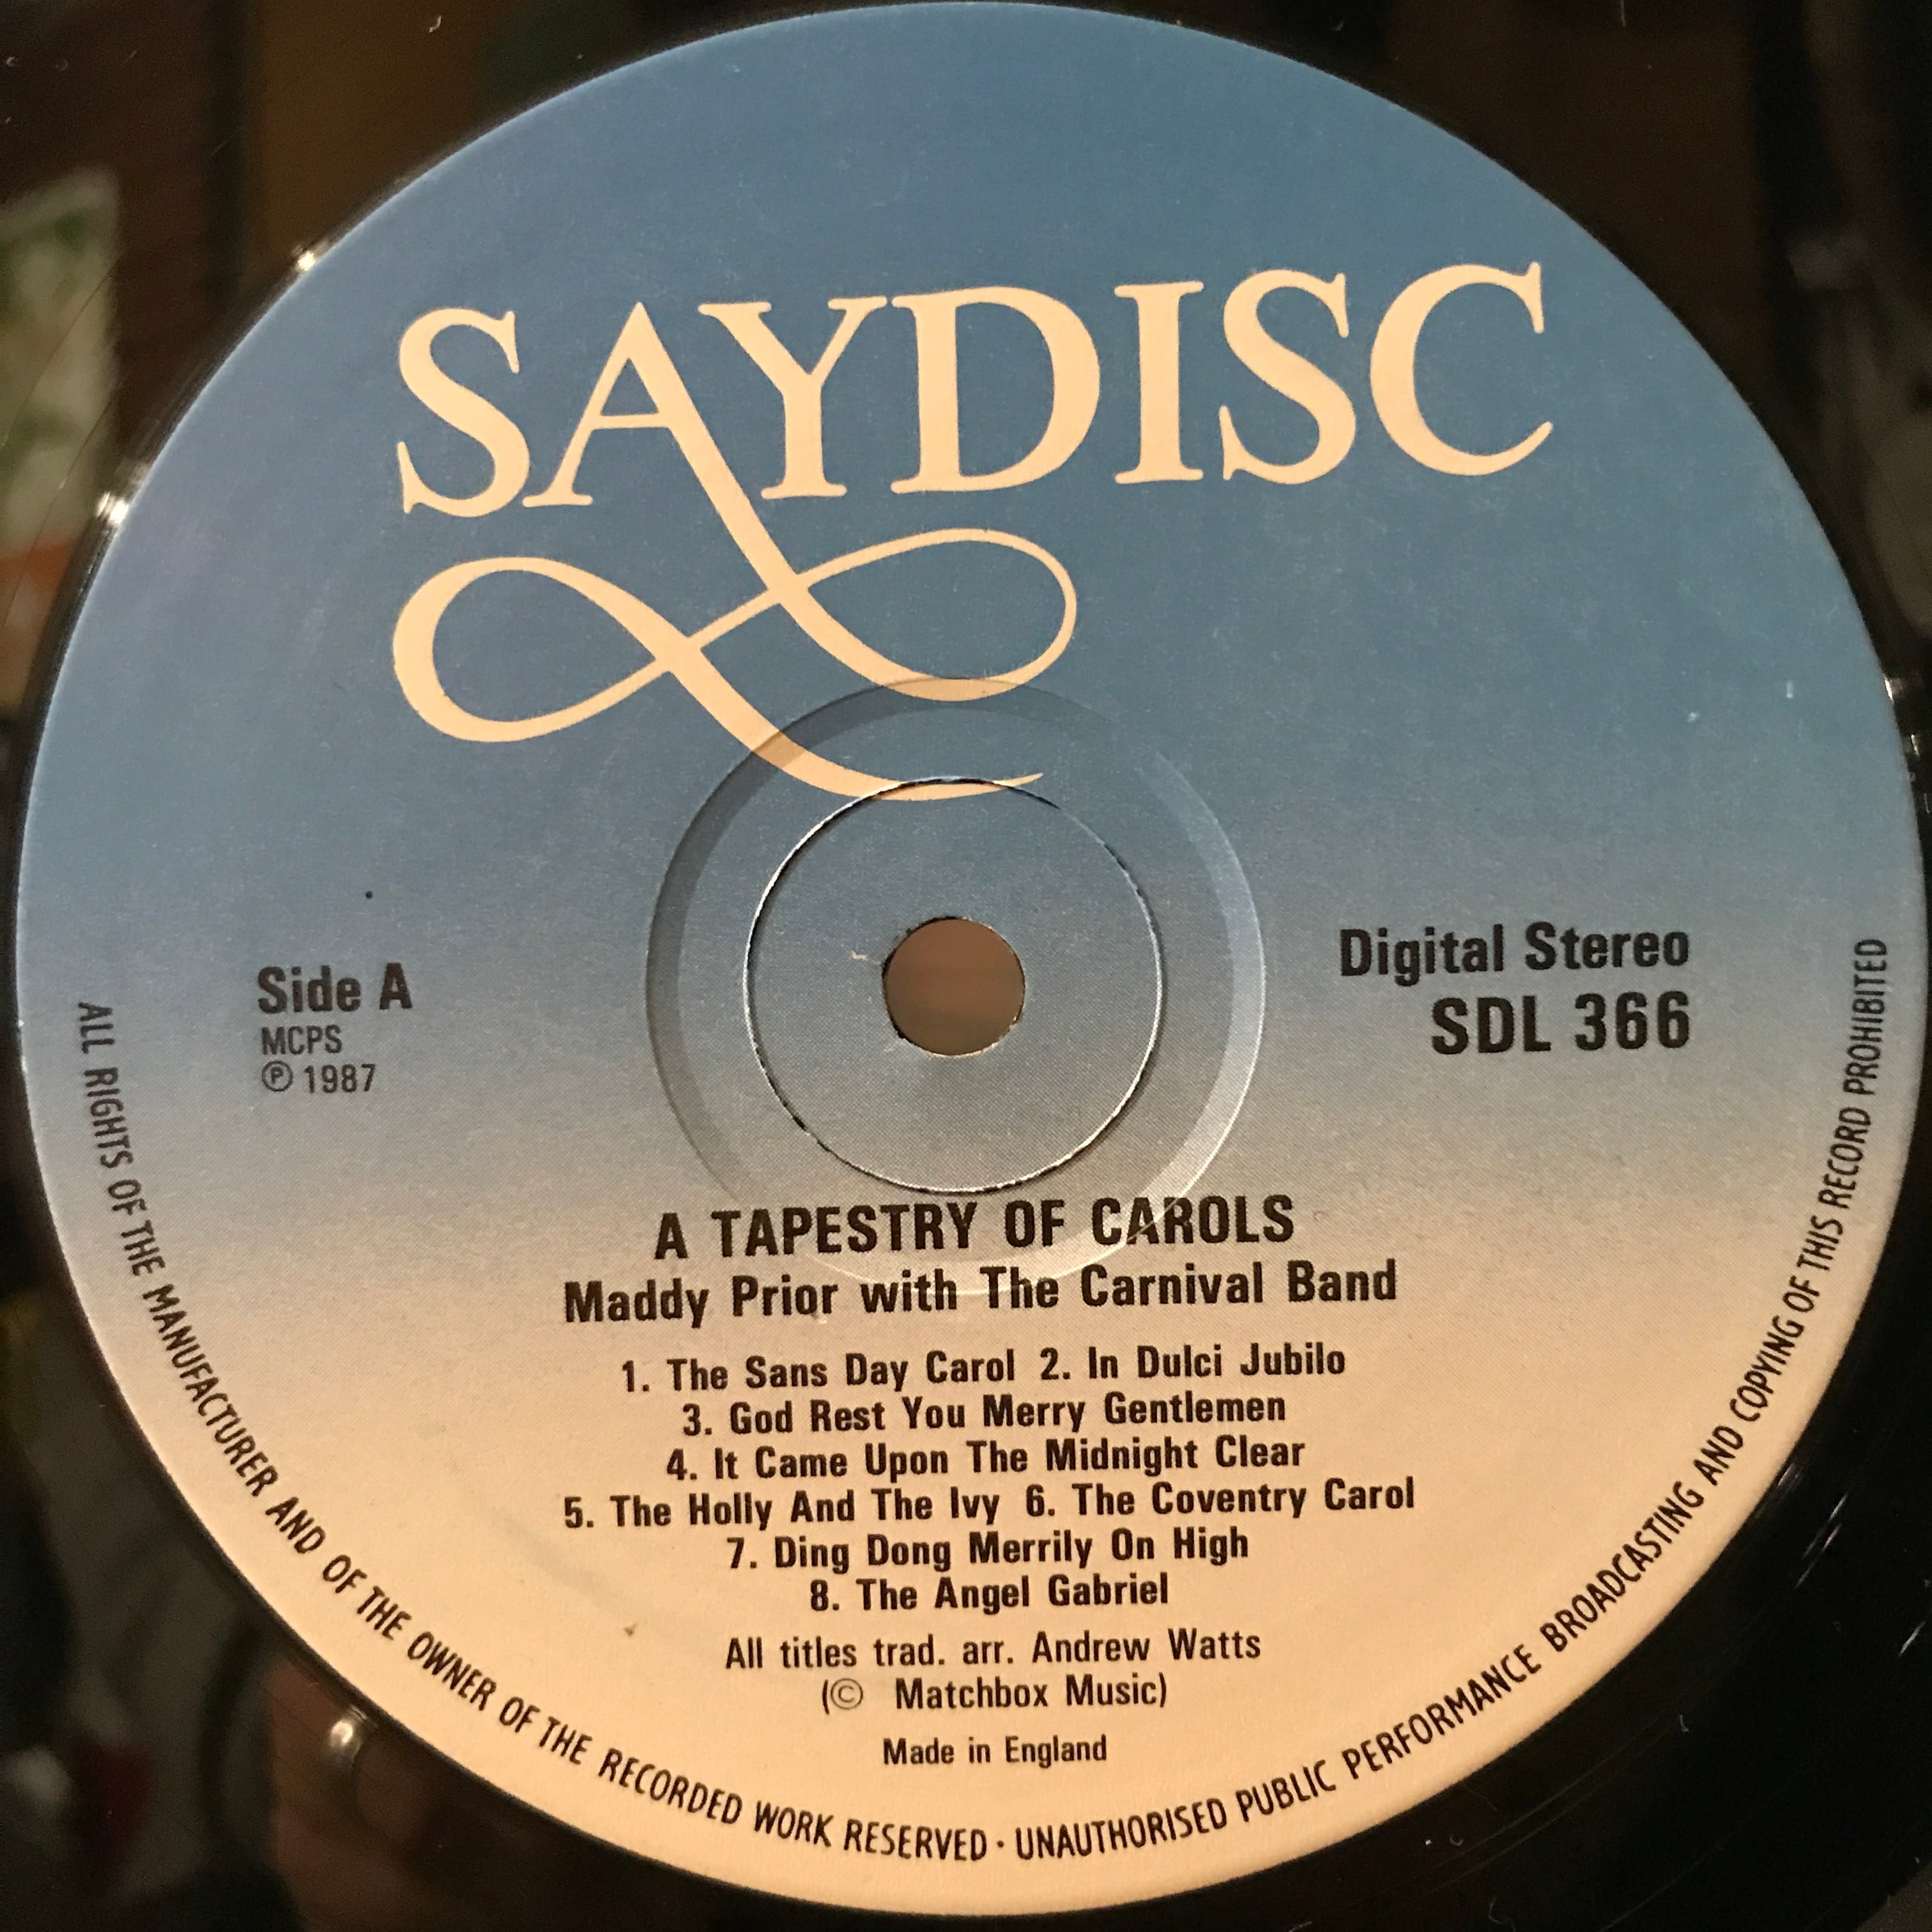 SAYDISC
Side A
MCPS
℗ 1987
Digital Stereo
SDL 366
A TAPESTRY OF CAROLS
Maddy Prior with The Carnival Band
1. The Sans Day Carol 2. In Dulci Jubilo
3. God Rest You Merry Gentlemen
4. It Came Upon The Midnight Clear
5. The Holly And The Ivy 6. The Coventry Carol
7. Ding Dong Merrily On High
8. The Angel Gabriel
All titles trad. arr. Andrew Watts
(© Matchbox Music)
Made in England
ALL RIGHTS OF THE MANUFACTURER AND OF THE OWNER OF THE RECORDED WORK RESERVED · UNAUTHORISED PUBLIC PERFORMANCE BROADCASTING AND COPYING OF THIS RECORD PROHIBITED